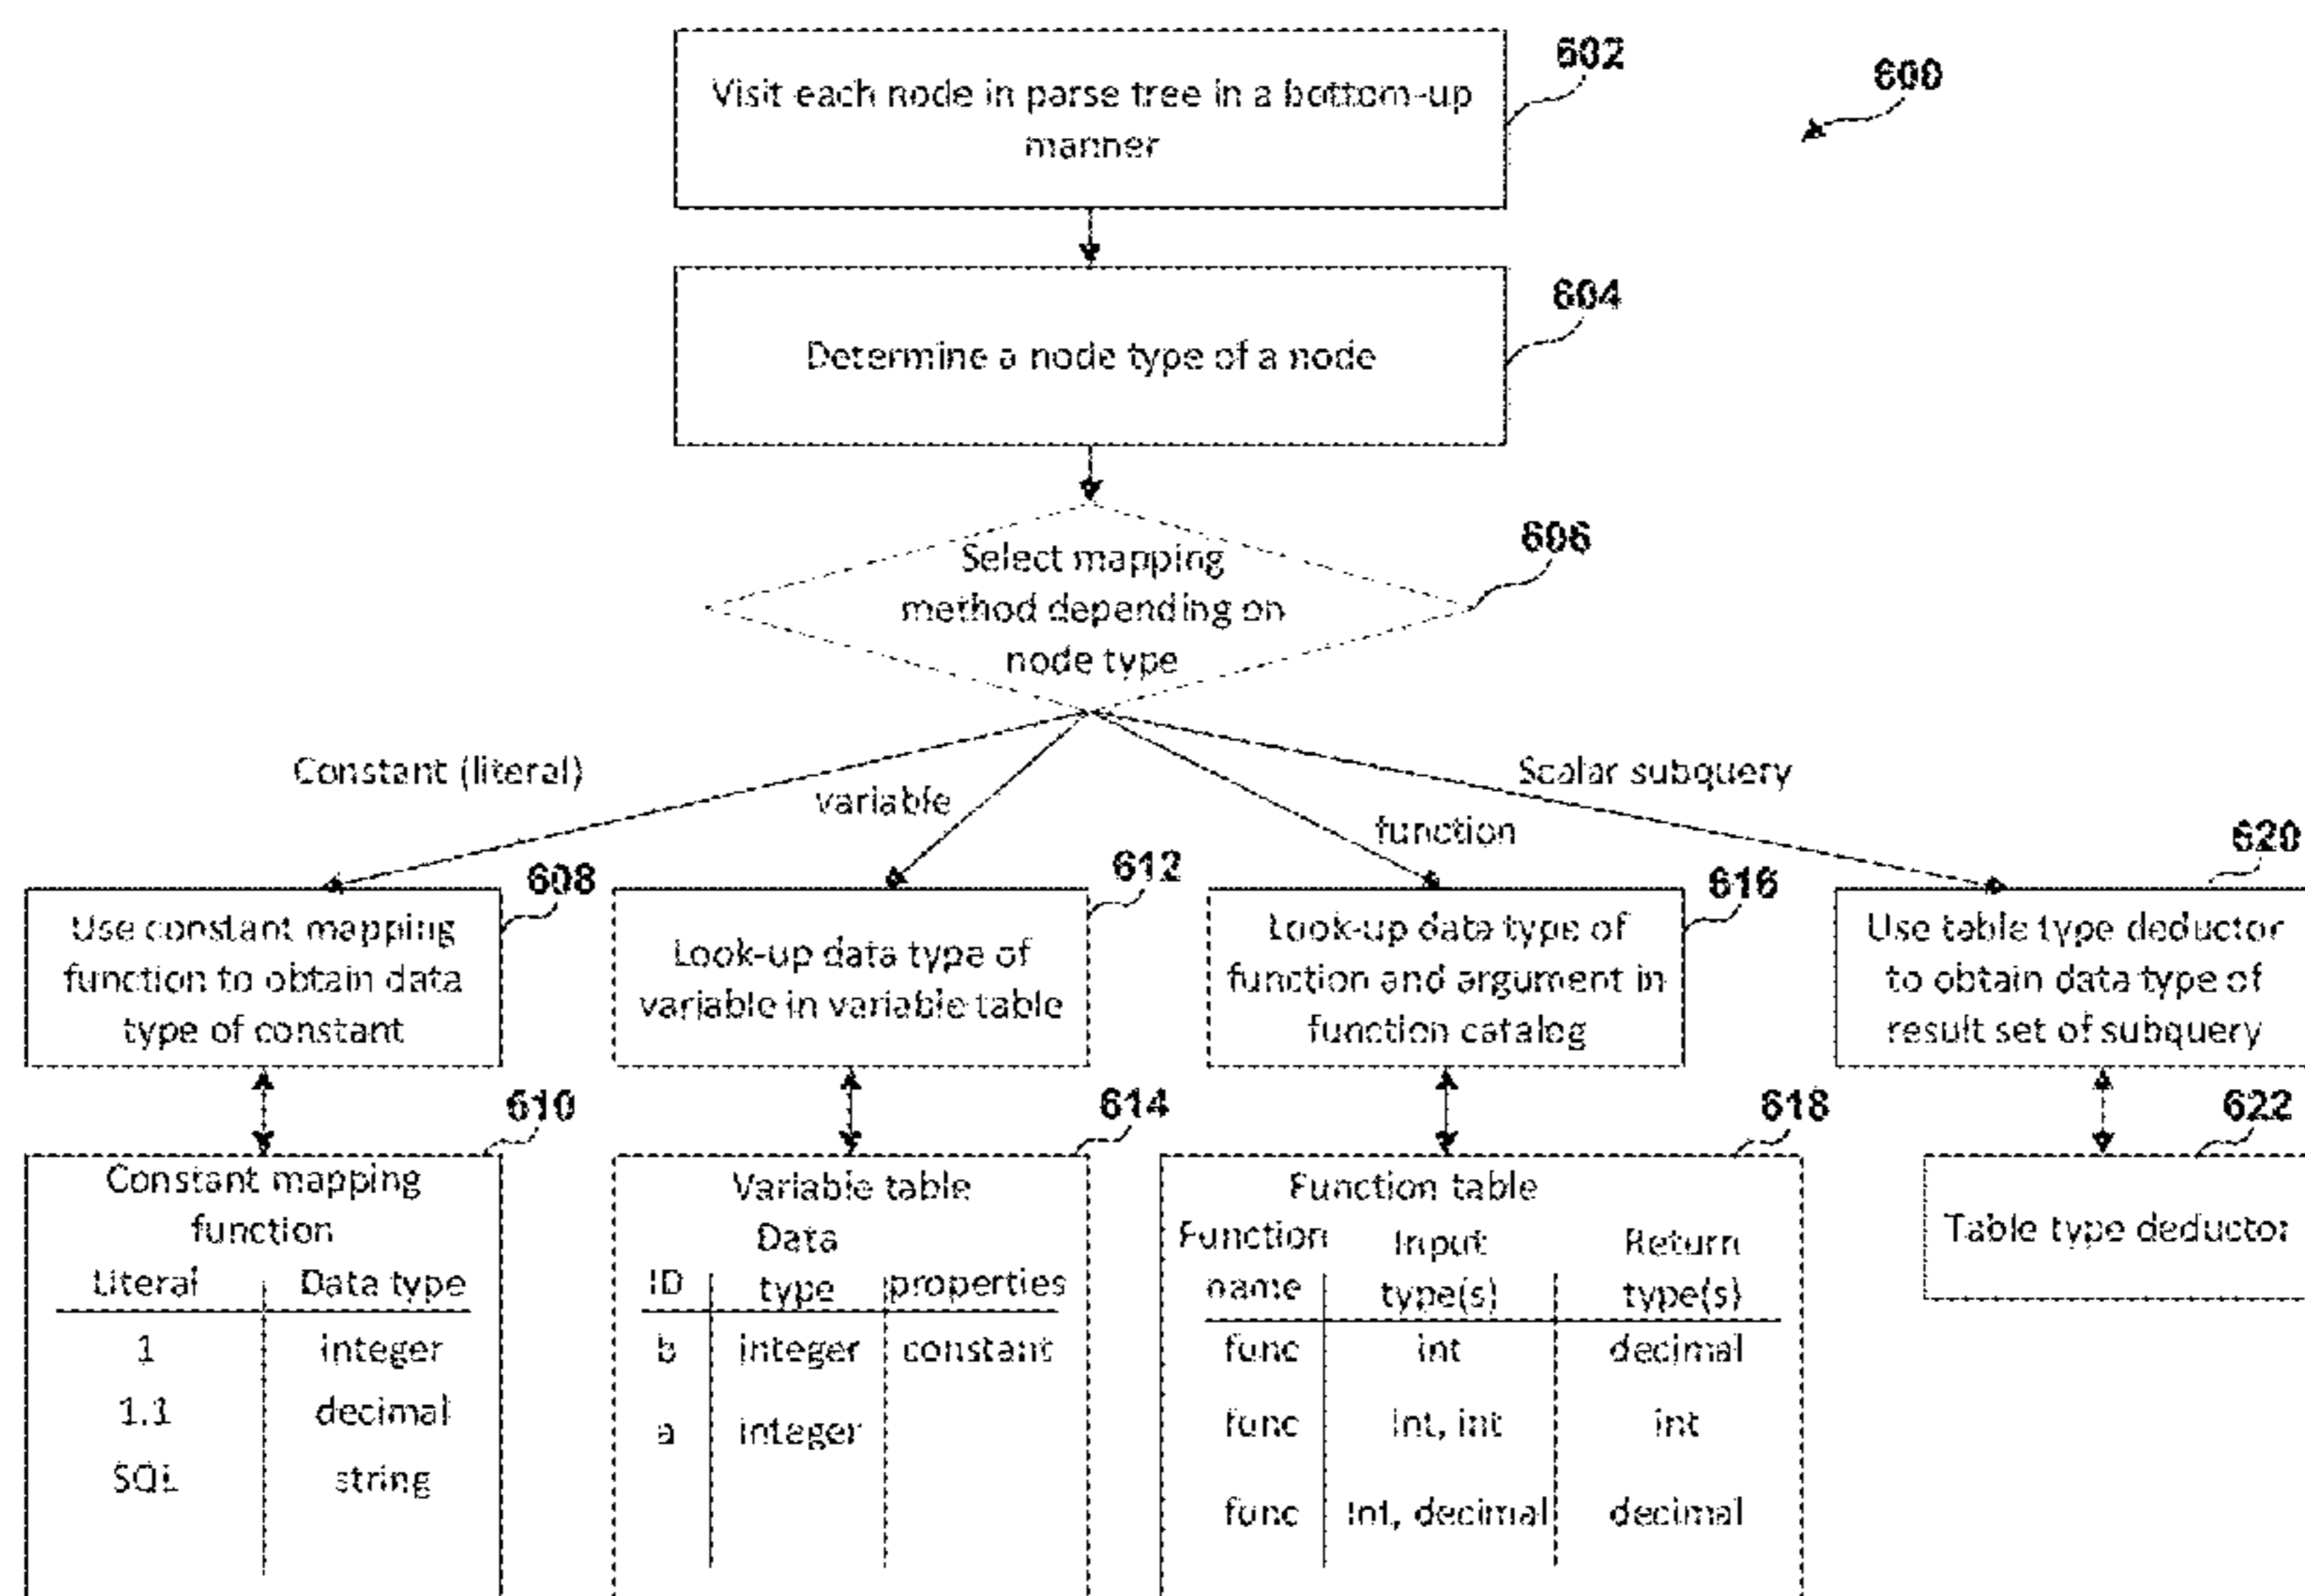 602
600
Visit each node in parse tree in a bottom-up
manner
604
Determine a node type of a node
606
Select mapping
method depending on
node type
Constant (literal)
variable
function
Scalar subquery
608
612
616
620
Use constant mapping
function to obtain data
type of constant
Look-up data type of
variable in variable table
Look-up data type of
function and argument in
function catalog
Use table type deductor
to obtain data type of
result set of subquery
610
614
618
622
Constant mapping
function
Literal Data type
1 integer
1.1 decimal
SQL string
Variable table
Data
ID type properties
b integer constant
a integer
Function table
Function Input Return
name type(s) type(s)
func int decimal
func int, int int
func int, decimal decimal
Table type deductor